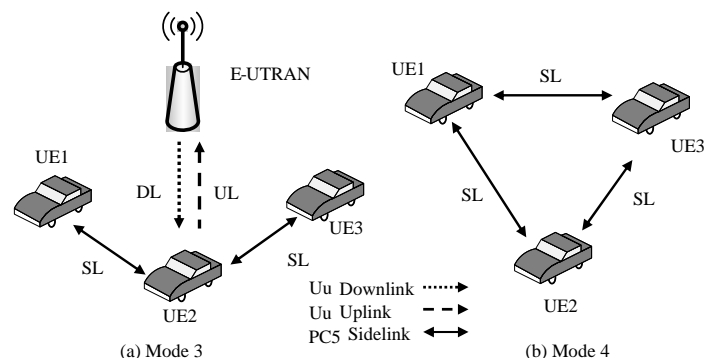 E-UTRAN
UE1
DL
UL
UE3
SL
SL
UE2
(a) Mode 3
UE1
SL
UE3
SL
SL
UE2
Uu Downlink
Uu Uplink
PC5 Sidelink
(b) Mode 4